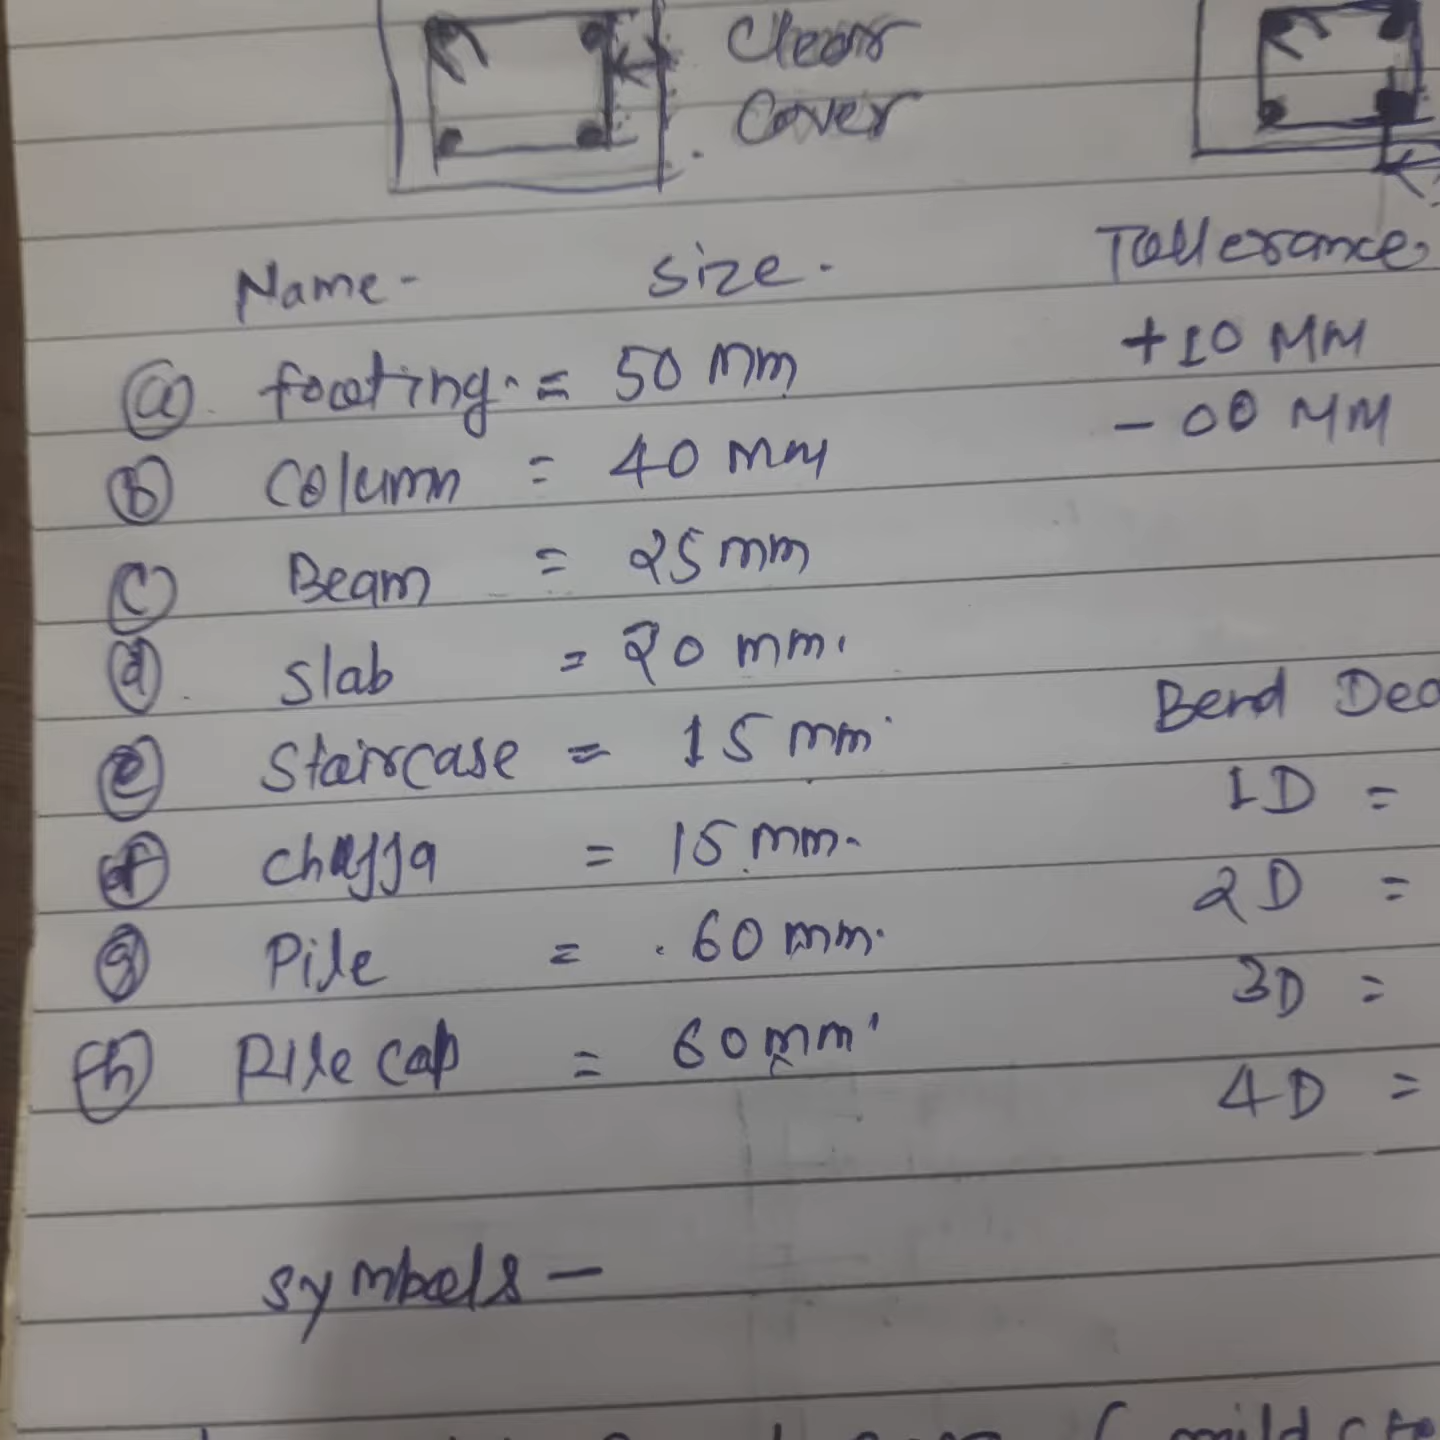 Clear
Cover
Name - Size. Tollerance
(a) footing. = 50 mm +10 MM
- 00 MM
(b) Column = 40 mm
(c) Beam = 25 mm
(d) Slab = 20 mm.
Bend Ded
(e) Staircase = 15 mm
1D =
(f) Chajja = 15 mm.
2D =
(g) Pile = 60 mm.
3D =
(h) Pile cap = 60 mm
4D =
Symbols -
(mild